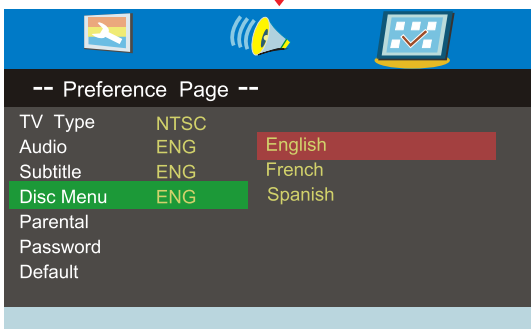 -- Preference Page --
TV Type NTSC
Audio ENG English
Subtitle ENG French
Disc Menu ENG Spanish
Parental
Password
Default